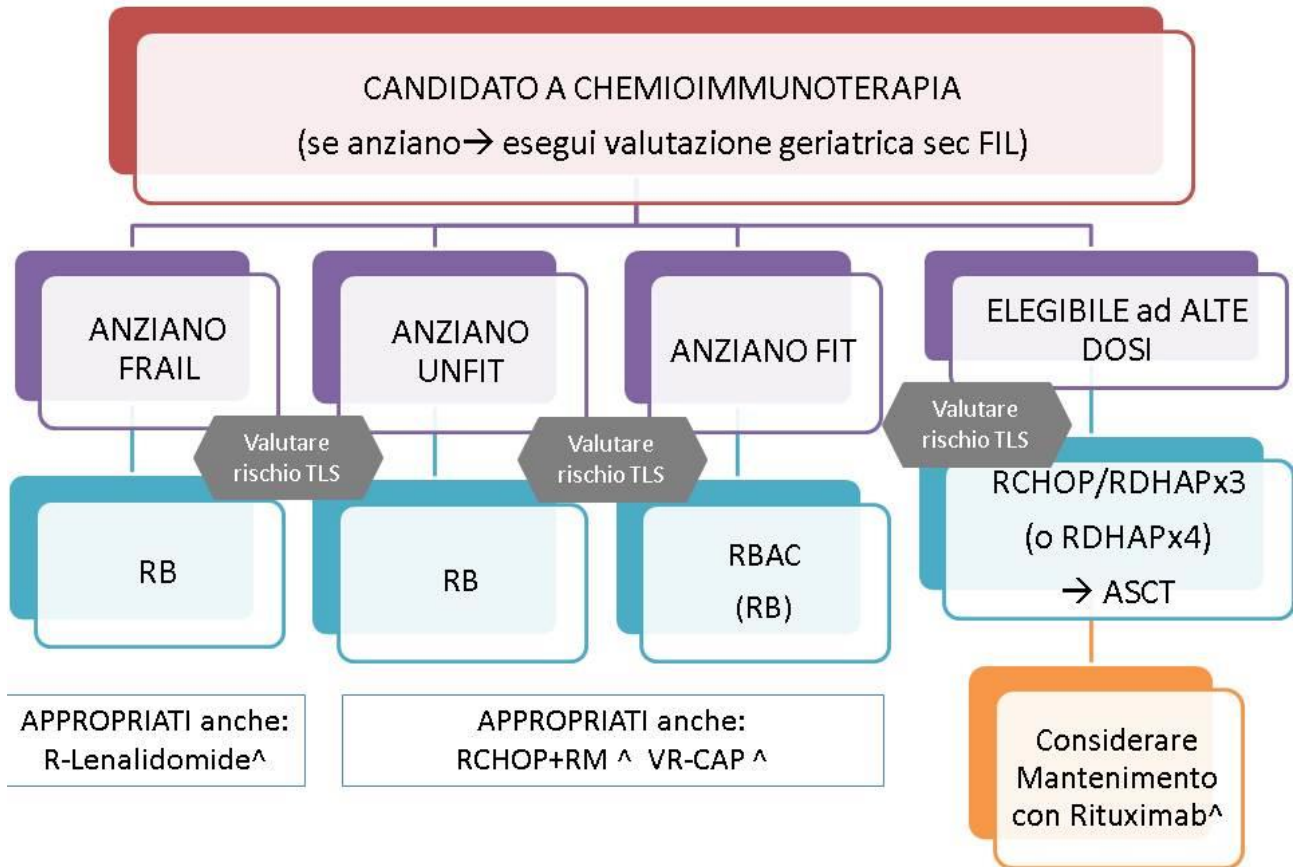 CANDIDATO A CHEMIOIMMUNOTERAPIA
(se anziano→ esegui valutazione geriatrica sec FIL)
ANZIANO
FRAIL
ANZIANO
UNFIT
ANZIANO FIT
ELEGIBILE ad ALTE
DOSI
Valutare
rischio TLS
Valutare
rischio TLS
Valutare
rischio TLS
RB
RB
RBAC
(RB)
RCHOP/RDHAPx3
(o RDHAPx4)
→ ASCT
APPROPRIATI anche:
R-Lenalidomide^
APPROPRIATI anche:
RCHOP+RM ^ VR-CAP ^
Considerare
Mantenimento
con Rituximab^